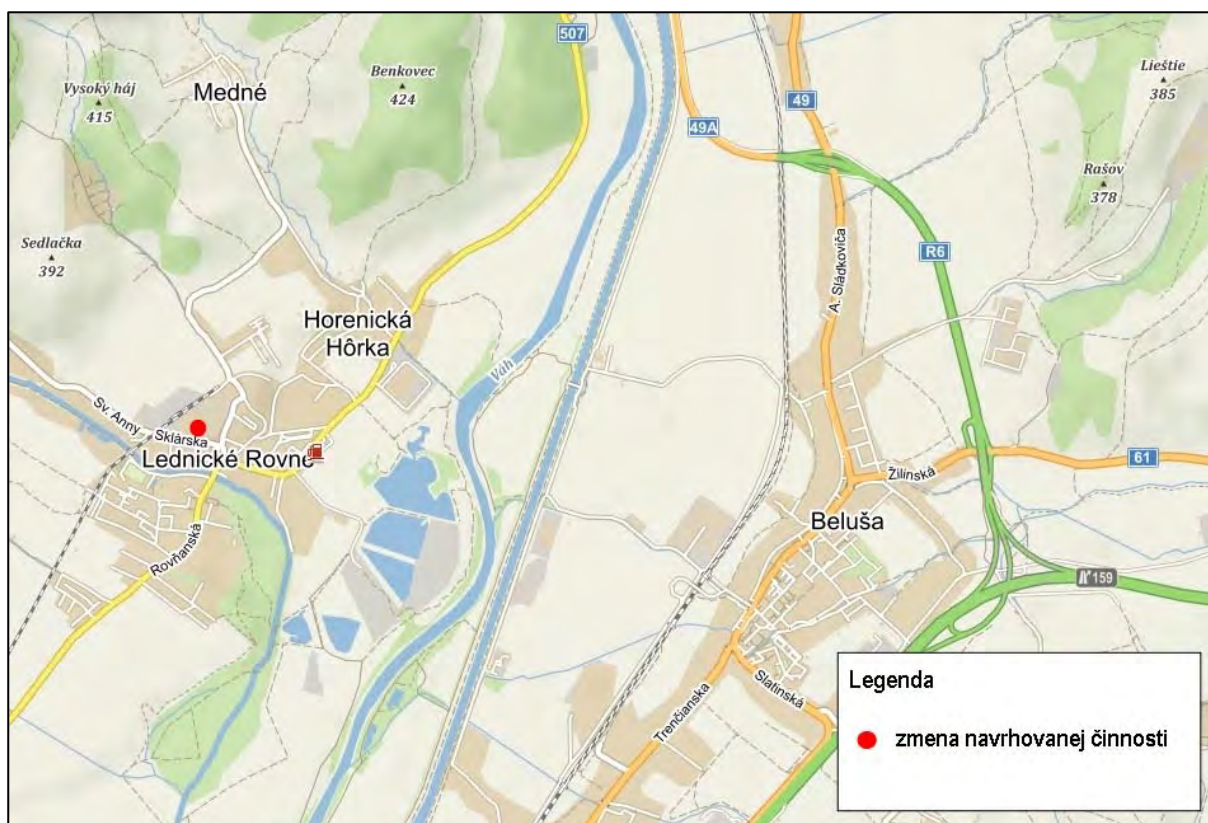 507
Benkovec
424
Vysoký háj
415
Medné
49
49A
Lieštie
385
Rašov
378
Sedlačka
392
R6
A. Sládkoviča
Horenická
Hôrka
Váh
Sv. Anny
Sklárska
Lednické Rovne
Žilinská
61
Beluša
Rovňanská
159
Trenčianska
Slatinská
Legenda
zmena navrhovanej činnosti